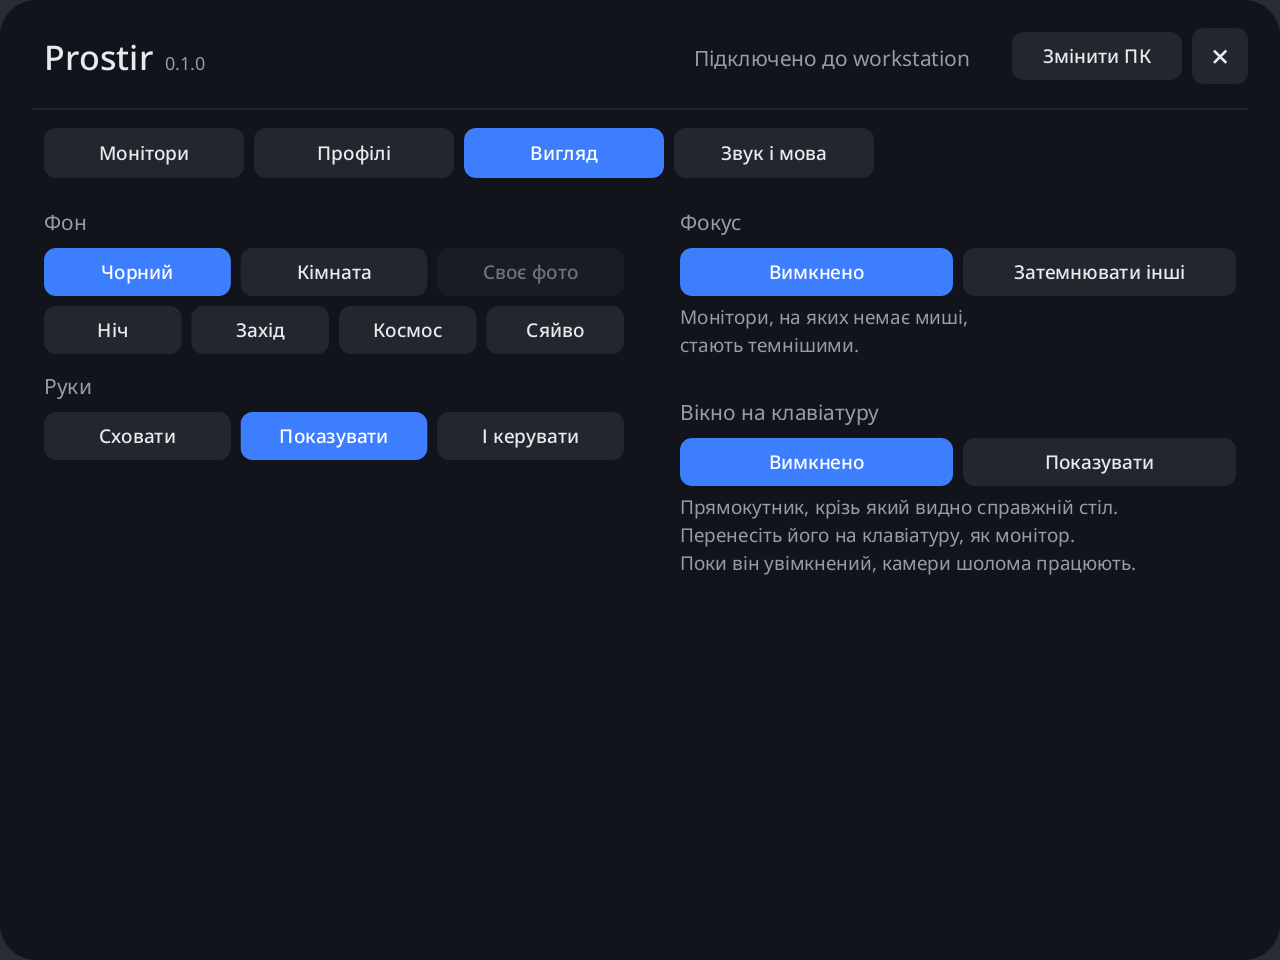 Prostir 0.1.0
Підключено до workstation
Змінити ПК
×
Монітори
Профілі
Вигляд
Звук і мова
Фон
Чорний
Кімната
Своє фото
Ніч
Захід
Космос
Сяйво
Руки
Сховати
Показувати
І керувати
Фокус
Вимкнено
Затемнювати інші
Монітори, на яких немає миші,
стають темнішими.
Вікно на клавіатуру
Вимкнено
Показувати
Прямокутник, крізь який видно справжній стіл.
Перенесіть його на клавіатуру, як монітор.
Поки він увімкнений, камери шолома працюють.